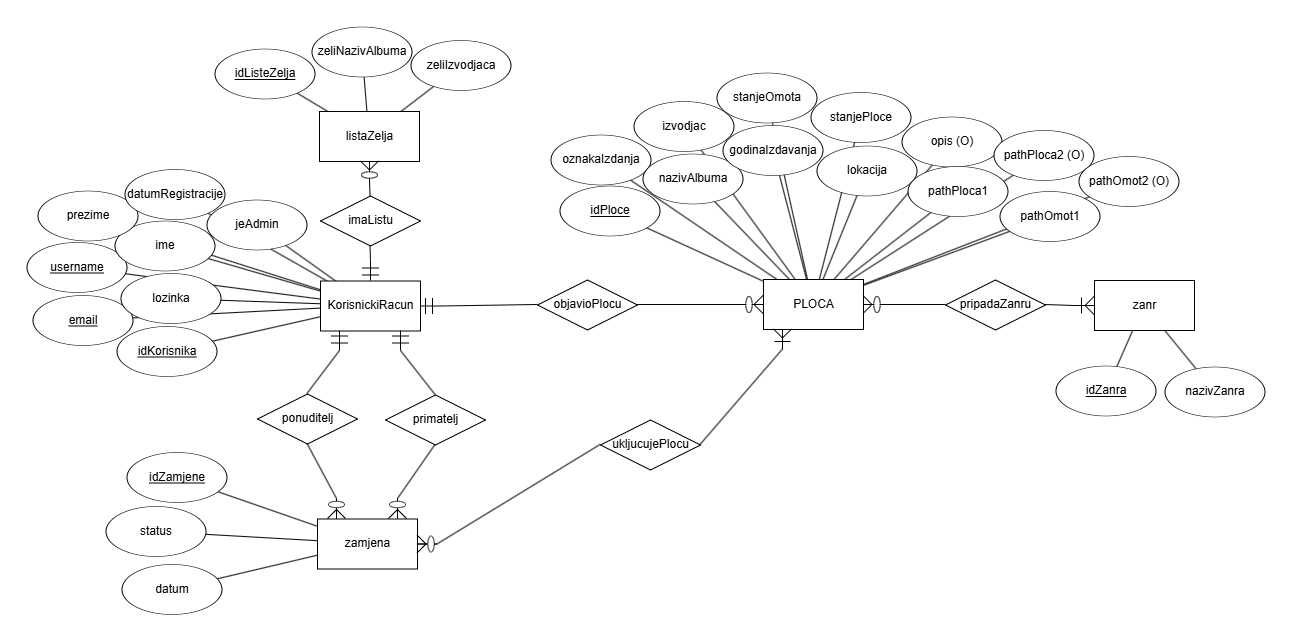 zeliNazivAlbuma
idListeZelja
zeliIzvodjaca
listaZelja
stanjeOmota
stanjePloce
izvodjac
opis (O)
godinaIzdavanja
pathPloca2 (O)
oznakaIzdanja
lokacija
nazivAlbuma
pathOmot2 (O)
pathPloca1
idPloce
pathOmot1
datumRegistracije
prezime
jeAdmin
imaListu
ime
username
lozinka
email
idKorisnika
KorisnickiRacun
objavioPlocu
PLOCA
pripadaZanru
zanr
idZanra
nazivZanra
ponuditelj
primatelj
ukljucujePlocu
idZamjene
status
zamjena
datum